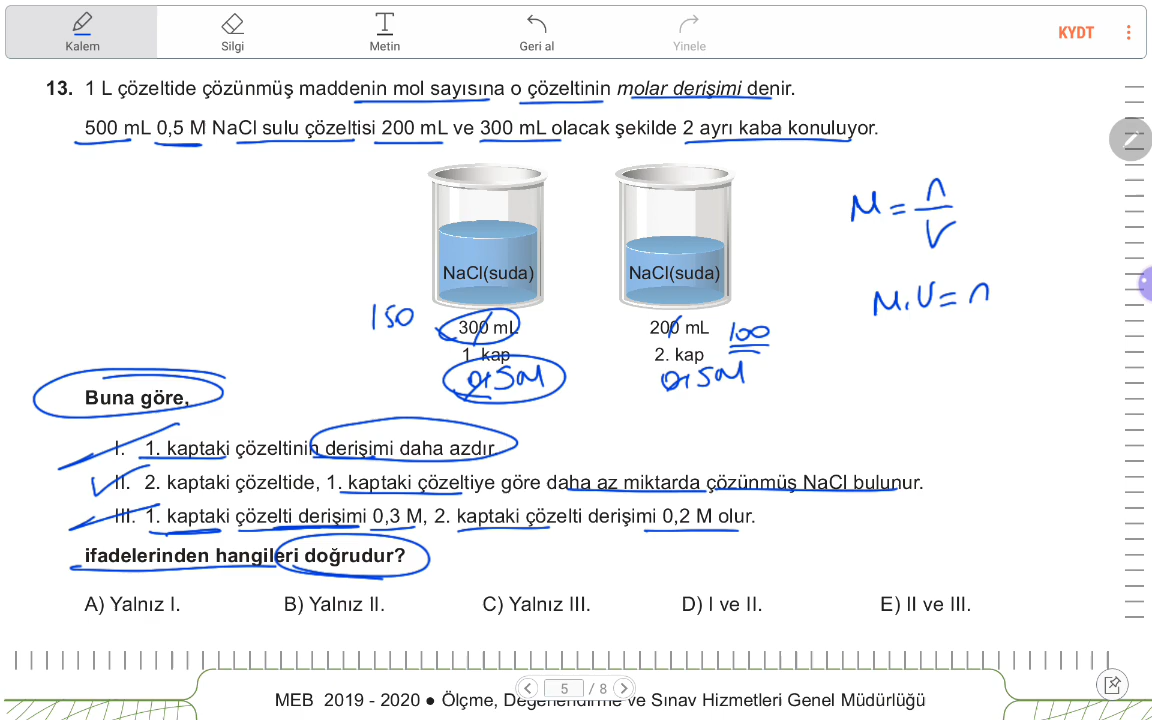 Kalem
Silgi
Metin
Geri al
Yinele
KYDT
13. 1 L çözeltide çözünmüş maddenin mol sayısına o çözeltinin molar derişimi denir.
500 mL 0,5 M NaCl sulu çözeltisi 200 mL ve 300 mL olacak şekilde 2 ayrı kaba konuluyor.
M = n
V
M.V = n
NaCl(suda)
NaCl(suda)
150
300 mL
200 mL
100
1. kap
2. kap
0,5M
0,5M
Buna göre,
I. 1. kaptaki çözeltinin derişimi daha azdır.
II. 2. kaptaki çözeltide, 1. kaptaki çözeltiye göre daha az miktarda çözünmüş NaCl bulunur.
III. 1. kaptaki çözelti derişimi 0,3 M, 2. kaptaki çözelti derişimi 0,2 M olur.
ifadelerinden hangileri doğrudur?
A) Yalnız I.
B) Yalnız II.
C) Yalnız III.
D) I ve II.
E) II ve III.
5 / 8
MEB 2019 - 2020 ● Ölçme, Değerlendirme ve Sınav Hizmetleri Genel Müdürlüğü